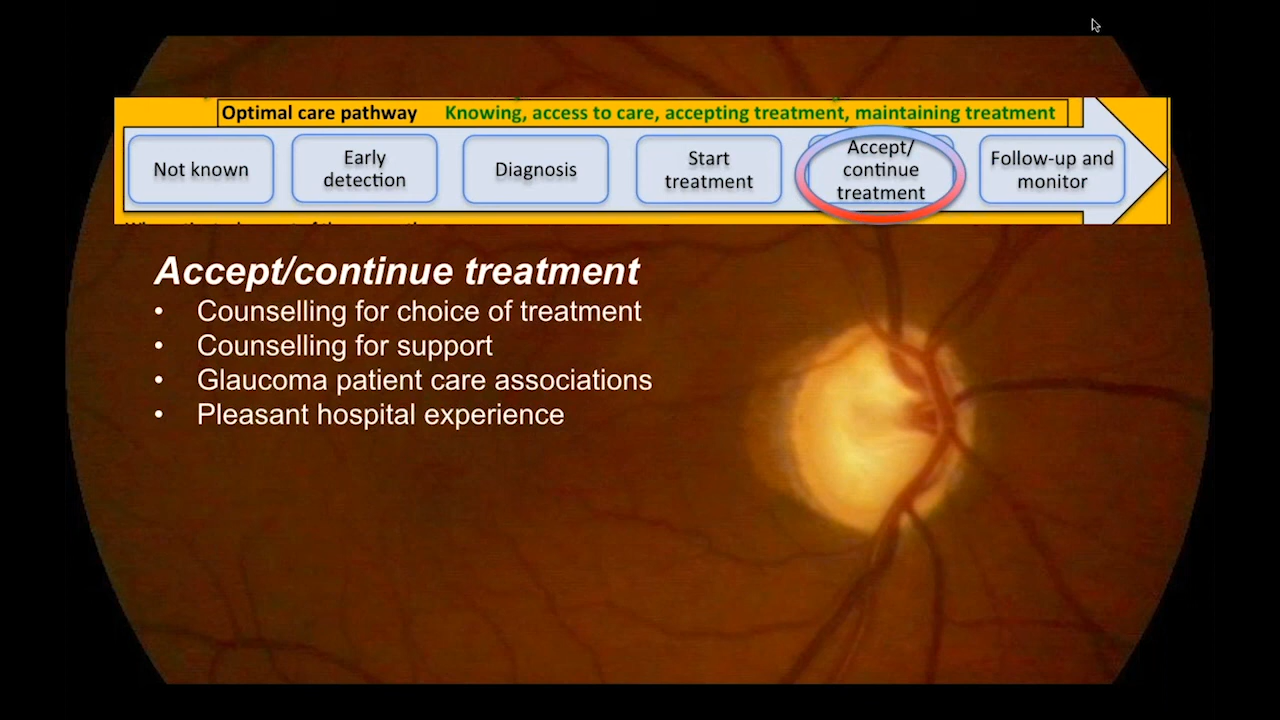 Optimal care pathway Knowing, access to care, accepting treatment, maintaining treatment
Not known
Early
detection
Diagnosis
Start
treatment
Accept/
continue
treatment
Follow-up and
monitor
Accept/continue treatment
• Counselling for choice of treatment
• Counselling for support
• Glaucoma patient care associations
• Pleasant hospital experience